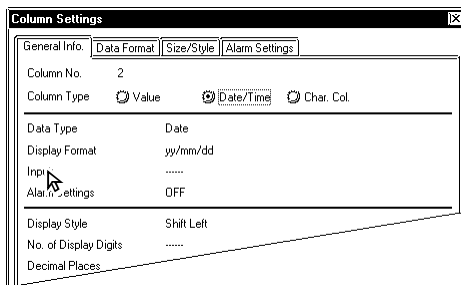 Column Settings
General Info. Data Format Size/Style Alarm Settings
Column No. 2
Column Type Value Date/Time Char. Col.
Data Type Date
Display Format yy/mm/dd
------
OFF
Display Style Shift Left
No. of Display Digits ------
Decimal Places